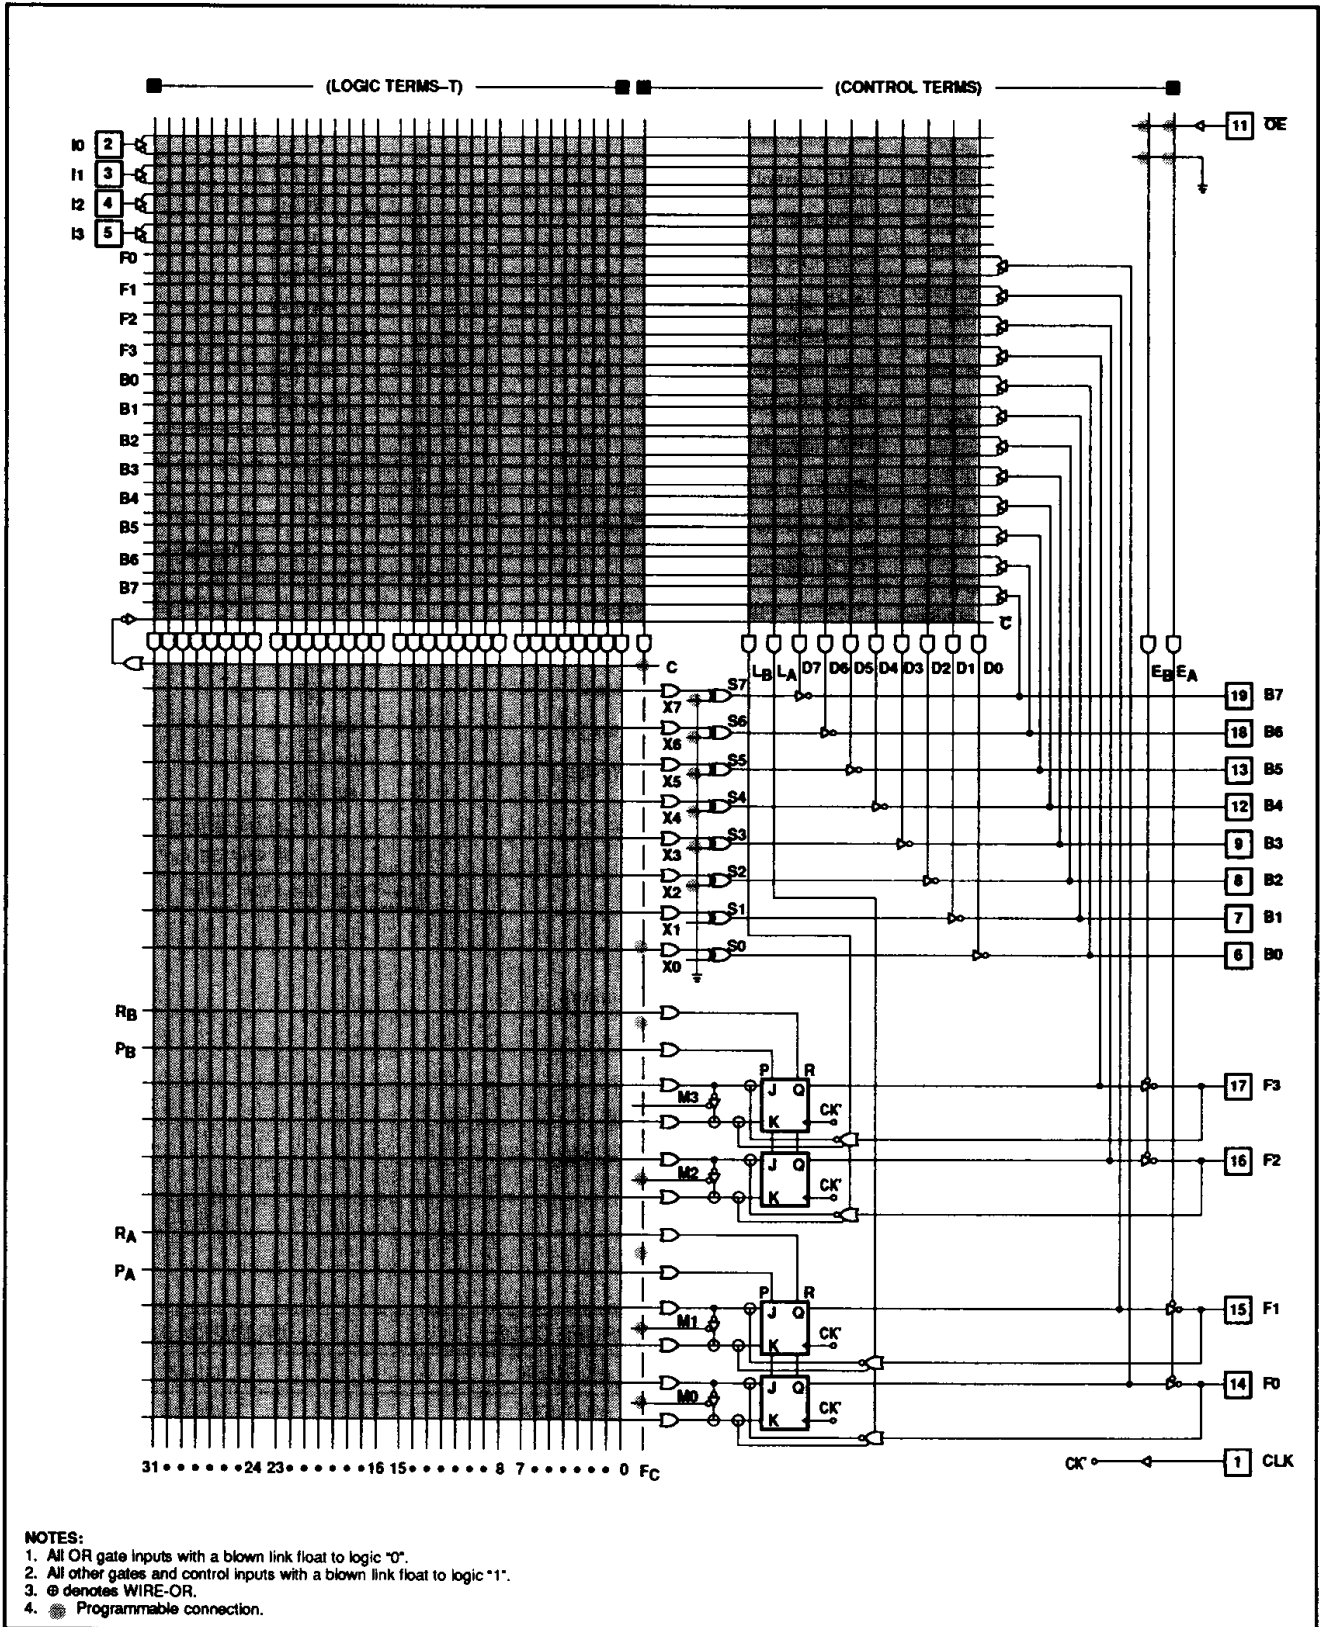 (LOGIC TERMS–T) (CONTROL TERMS)
I0 2 11 OE
I1 3
I2 4
I3 5
F0
F1
F2
F3
B0
B1
B2
B3
B4
B5
B6
B7
C
C LB LA D7 D6 D5 D4 D3 D2 D1 D0 EB EA
X7 S7 19 B7
X6 S6 18 B6
X5 S5 13 B5
X4 S4 12 B4
X3 S3 9 B3
X2 S2 8 B2
X1 S1 7 B1
X0 S0 6 B0
RB
PB
P R
M3 J Q 17 F3
K CK'
M2 J Q 16 F2
K CK'
RA
PA
P R
M1 J Q 15 F1
K CK'
M0 J Q 14 F0
K CK'
31 24 23 16 15 8 7 0 FC
CK' 1 CLK
NOTES:
1. All OR gate inputs with a blown link float to logic "0".
2. All other gates and control inputs with a blown link float to logic "1".
3. ⊕ denotes WIRE-OR.
4. Programmable connection.